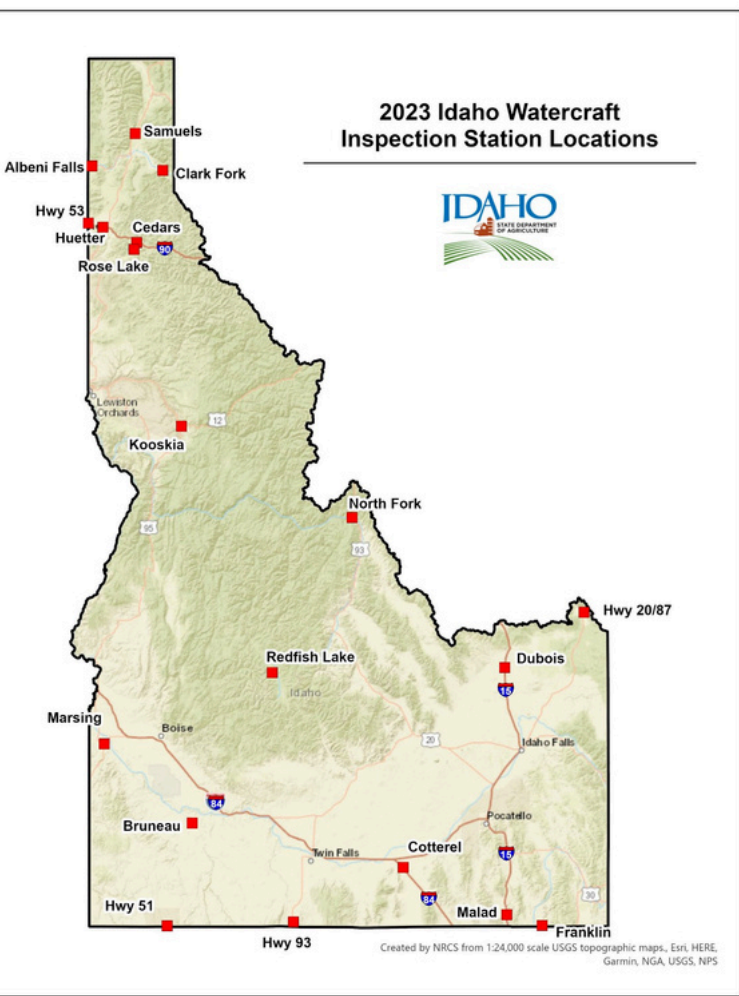 2023 Idaho Watercraft
Inspection Station Locations
IDAHO
STATE DEPARTMENT
OF AGRICULTURE
Samuels
Albeni Falls
Clark Fork
Hwy 53
Huetter
Cedars
90
Rose Lake
Lewiston
Orchards
12
Kooskia
North Fork
95
93
Hwy 20/87
Redfish Lake
Dubois
Idaho
15
Marsing
Boise
20
Idaho Falls
84
Bruneau
Pocatello
Cotterel
Twin Falls
15
84
30
Hwy 51
Malad
Franklin
Hwy 93
Created by NRCS from 1:24,000 scale USGS topographic maps., Esri, HERE,
Garmin, NGA, USGS, NPS